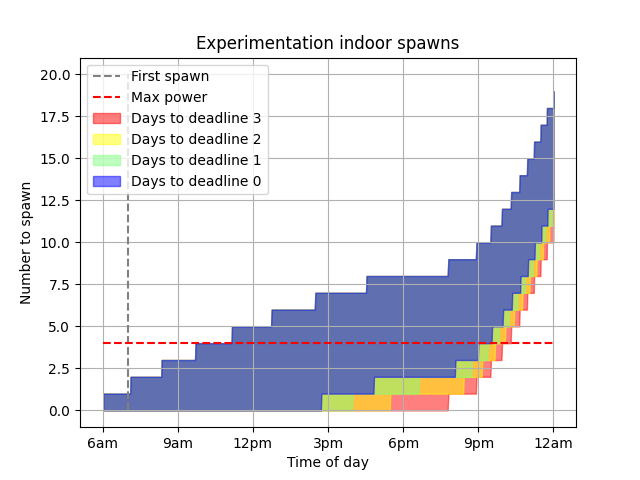 Experimentation indoor spawns
20.0
17.5
15.0
12.5
10.0
7.5
5.0
2.5
0.0
Number to spawn
First spawn
Max power
Days to deadline 3
Days to deadline 2
Days to deadline 1
Days to deadline 0
6am 9am 12pm 3pm 6pm 9pm 12am
Time of day